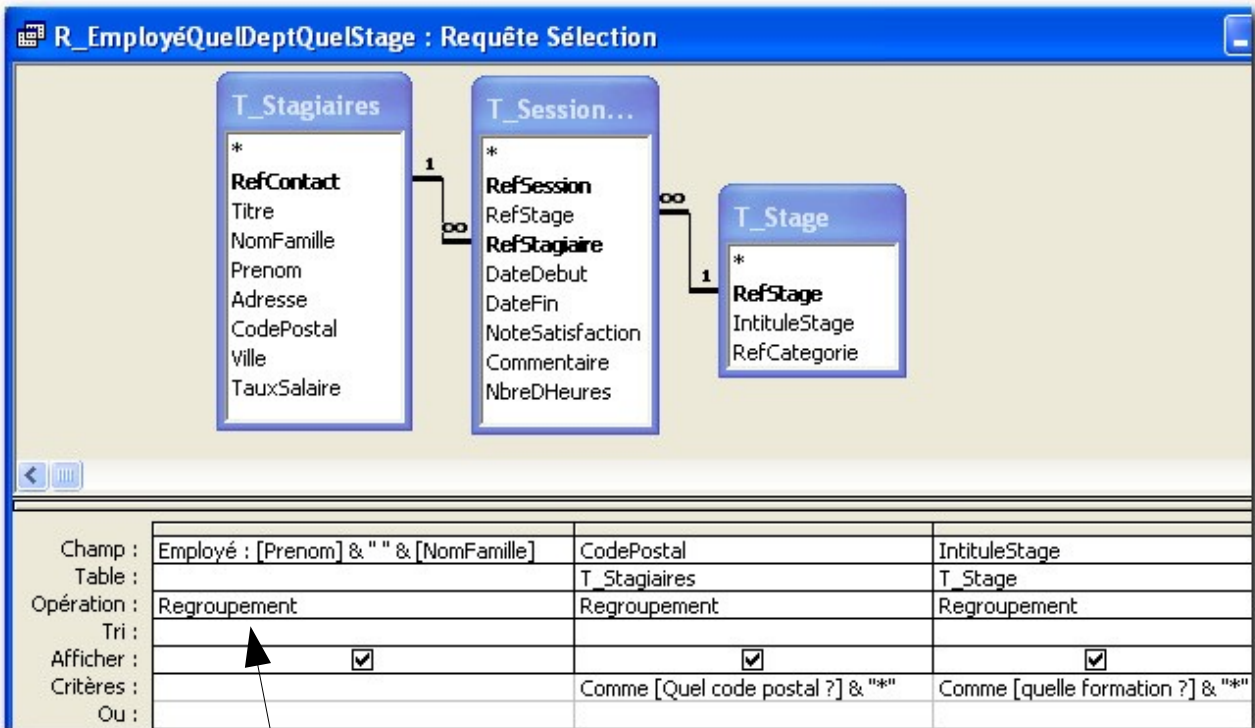 R_EmployéQuelDeptQuelStage : Requête Sélection
T_Stagiaires
*
RefContact
Titre
NomFamille
Prenom
Adresse
CodePostal
Ville
TauxSalaire
1
∞
T_Session...
*
RefSession
RefStage
RefStagiaire
DateDebut
DateFin
NoteSatisfaction
Commentaire
NbreDHeures
∞
1
T_Stage
*
RefStage
IntituleStage
RefCategorie
Champ : Employé : [Prenom] & " " & [NomFamille] CodePostal IntituleStage
Table : T_Stagiaires T_Stage
Opération : Regroupement Regroupement Regroupement
Tri :
Afficher :
Critères : Comme [Quel code postal ?] & "*" Comme [quelle formation ?] & "*"
Ou :